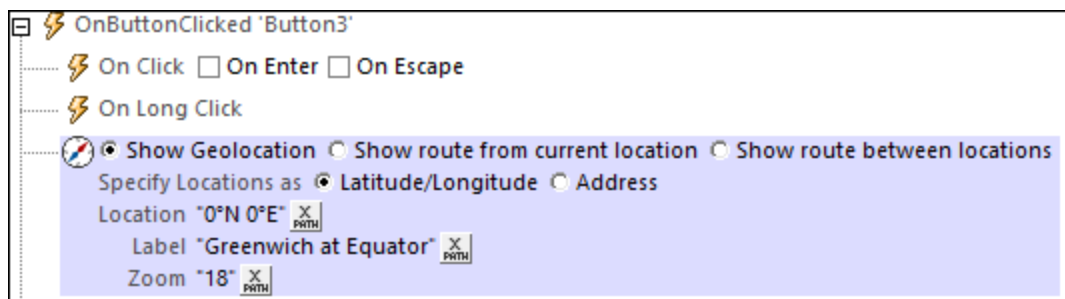 OnButtonClicked 'Button3'
On Click On Enter On Escape
On Long Click
Show Geolocation Show route from current location Show route between locations
Specify Locations as Latitude/Longitude Address
Location "0°N 0°E" X PATH
Label "Greenwich at Equator" X PATH
Zoom "18" X PATH